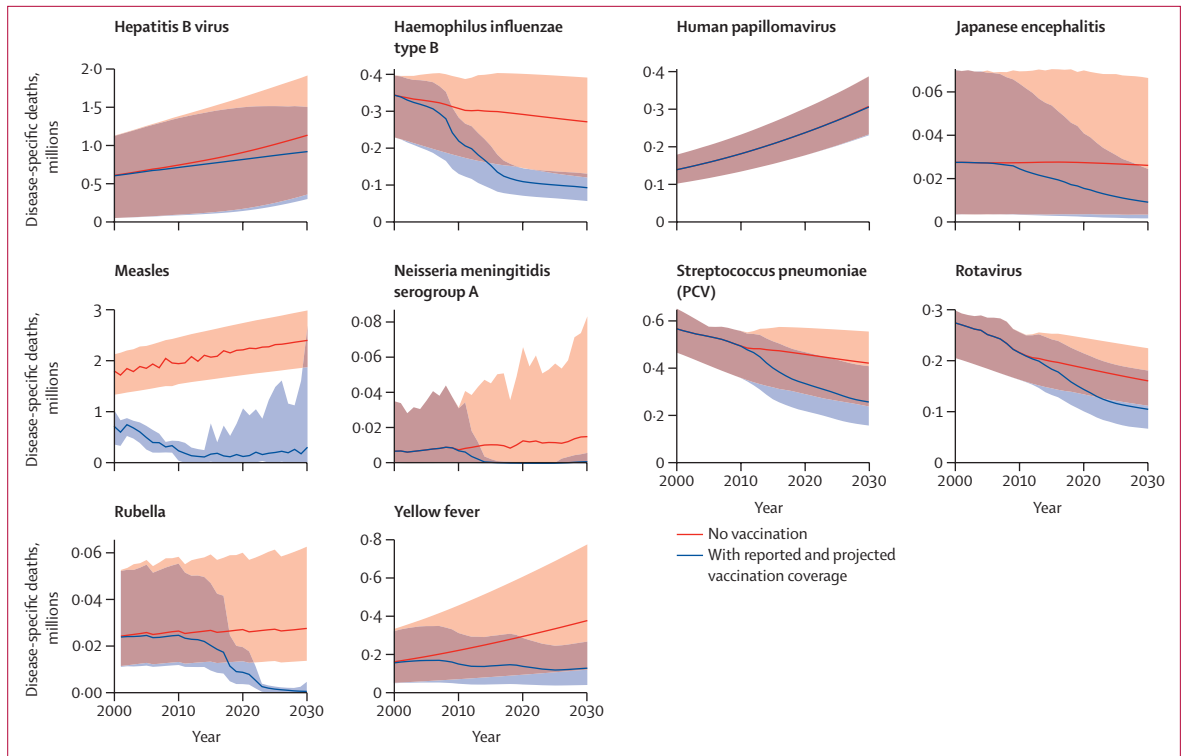 Hepatitis B virus
Haemophilus influenzae
type B
Human papillomavirus
Japanese encephalitis
Disease-specific deaths,
millions
2·0
1·5
1·0
0·5
0
0·4
0·3
0·2
0·1
0
0·4
0·3
0·2
0·1
0
0·06
0·04
0·02
0
Measles
Neisseria meningitidis
serogroup A
Streptococcus pneumoniae
(PCV)
Rotavirus
Disease-specific deaths,
millions
3
2
1
0
0·08
0·06
0·04
0·02
0
0·6
0·4
0·2
0
2000 2010 2020 2030
Year
0·3
0·2
0·1
0
2000 2010 2020 2030
Year
Rubella
Yellow fever
No vaccination
With reported and projected
vaccination coverage
Disease-specific deaths,
millions
0·06
0·04
0·02
0·00
2000 2010 2020 2030
Year
0·8
0·6
0·4
0·2
0
2000 2010 2020 2030
Year